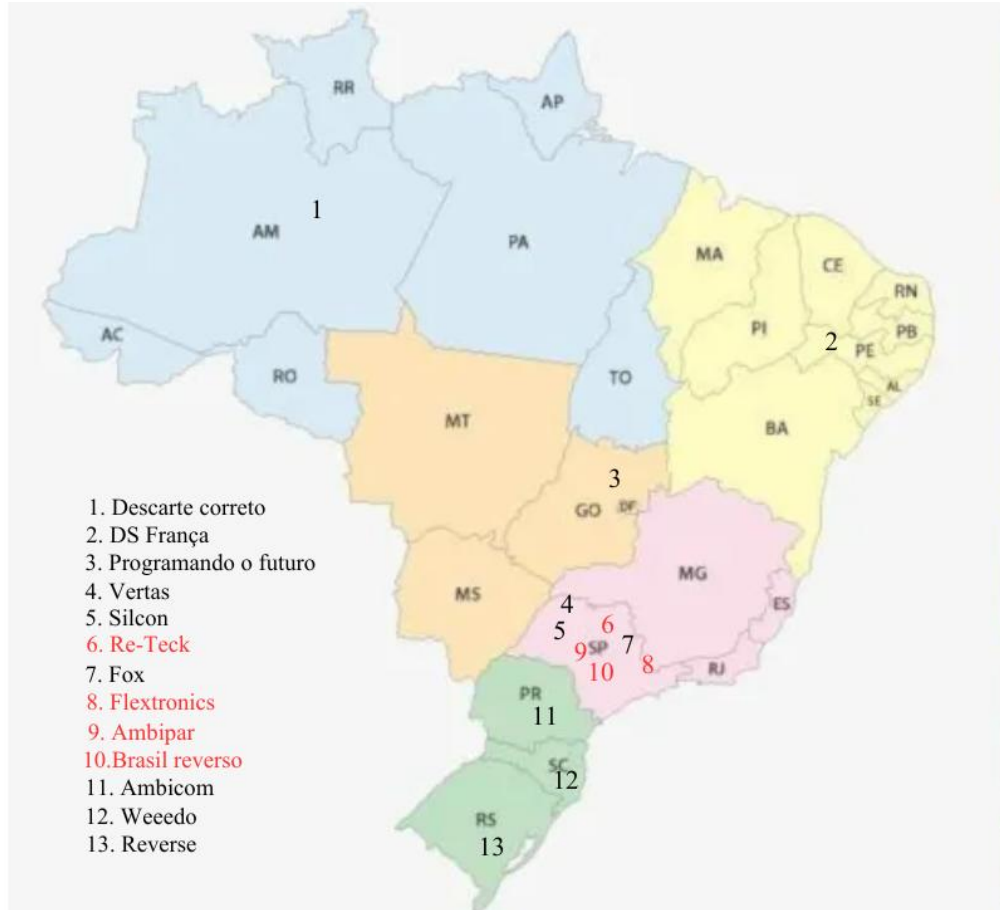 RR
AP
1
AM
PA
MA
CE
RN
AC
PI
PB
2
PE
RO
TO
AL
SE
MT
BA
3
GO
DF
1. Descarte correto
2. DS França
3. Programando o futuro
4. Vertas
5. Silcon
6. Re-Teck
7. Fox
8. Flextronics
9. Ambipar
10.Brasil reverso
11. Ambicom
12. Weeedo
13. Reverse
MG
MS
4
ES
5
6
SP
7
9
8
10
RJ
PR
11
SC
12
RS
13